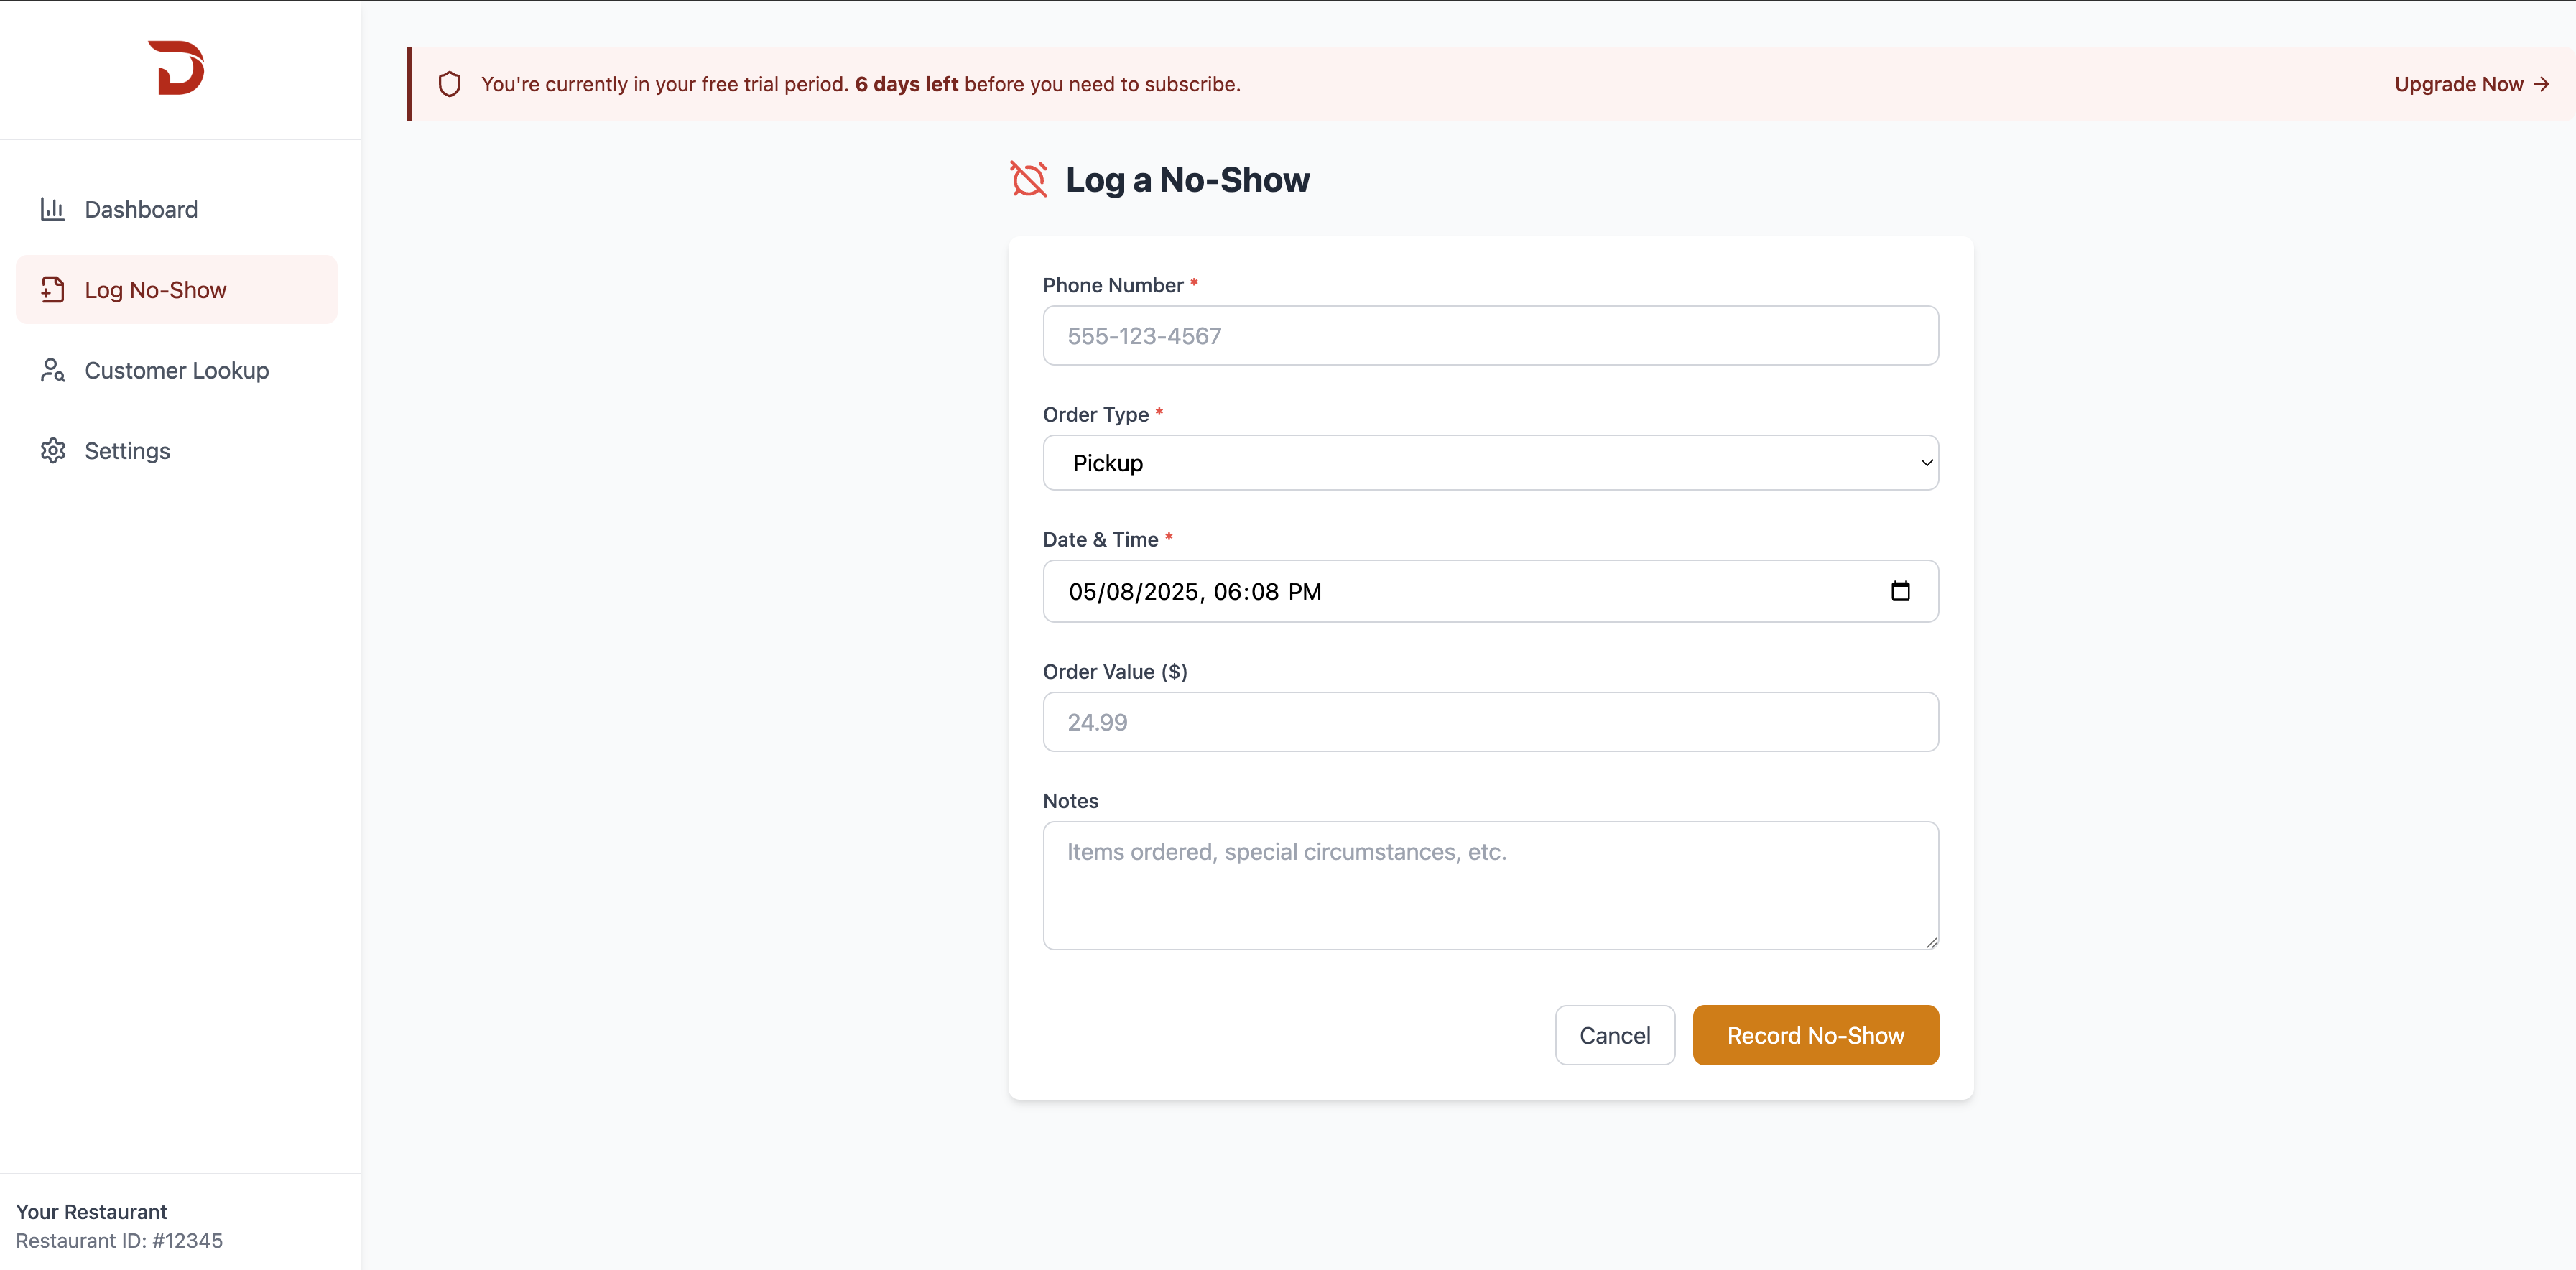 You're currently in your free trial period. 6 days left before you need to subscribe.
Upgrade Now →
Dashboard
Log No-Show
Customer Lookup
Settings
Your Restaurant
Restaurant ID: #12345
Log a No-Show
Phone Number *
555-123-4567
Order Type *
Pickup
Date & Time *
05/08/2025, 06:08 PM
Order Value ($)
24.99
Notes
Items ordered, special circumstances, etc.
Cancel
Record No-Show